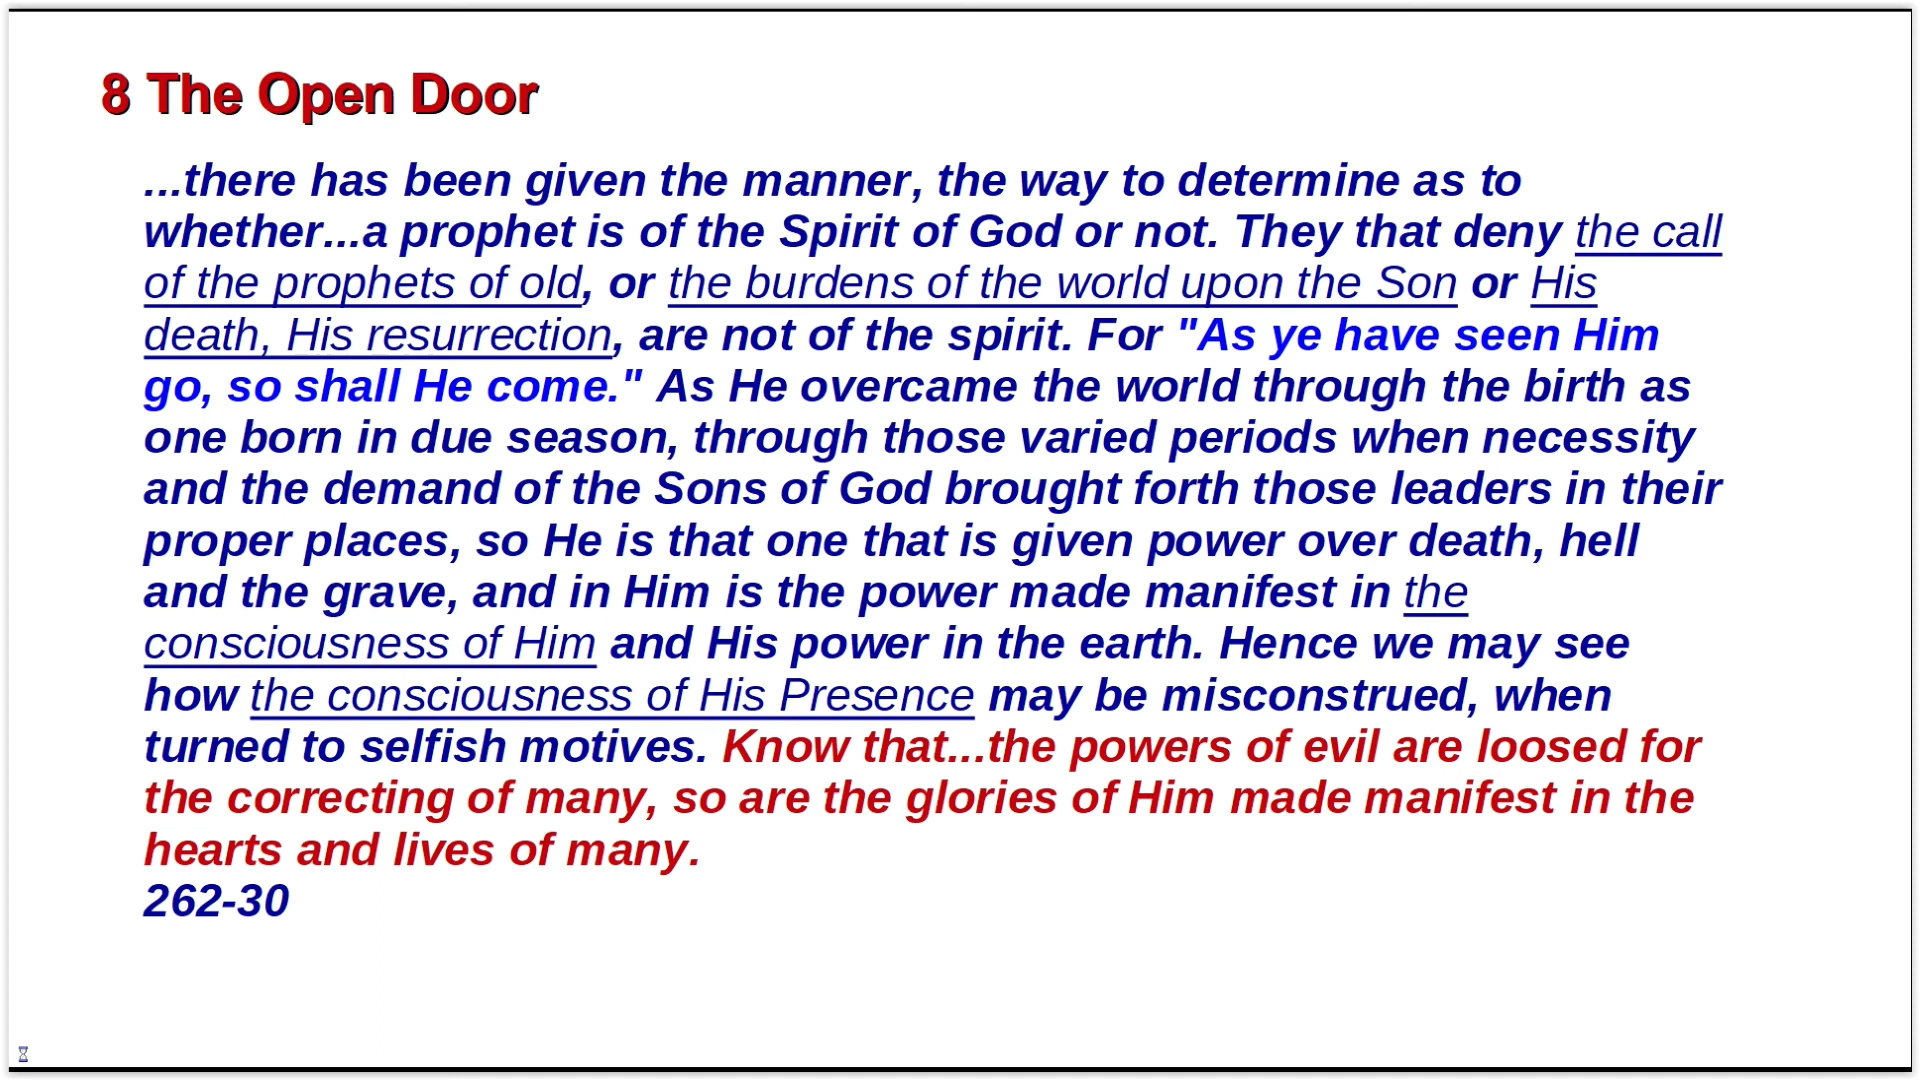 8 The Open Door
...there has been given the manner, the way to determine as to
whether...a prophet is of the Spirit of God or not. They that deny the call
of the prophets of old, or the burdens of the world upon the Son or His
death, His resurrection, are not of the spirit. For "As ye have seen Him
go, so shall He come." As He overcame the world through the birth as
one born in due season, through those varied periods when necessity
and the demand of the Sons of God brought forth those leaders in their
proper places, so He is that one that is given power over death, hell
and the grave, and in Him is the power made manifest in the
consciousness of Him and His power in the earth. Hence we may see
how the consciousness of His Presence may be misconstrued, when
turned to selfish motives. Know that...the powers of evil are loosed for
the correcting of many, so are the glories of Him made manifest in the
hearts and lives of many.
262-30